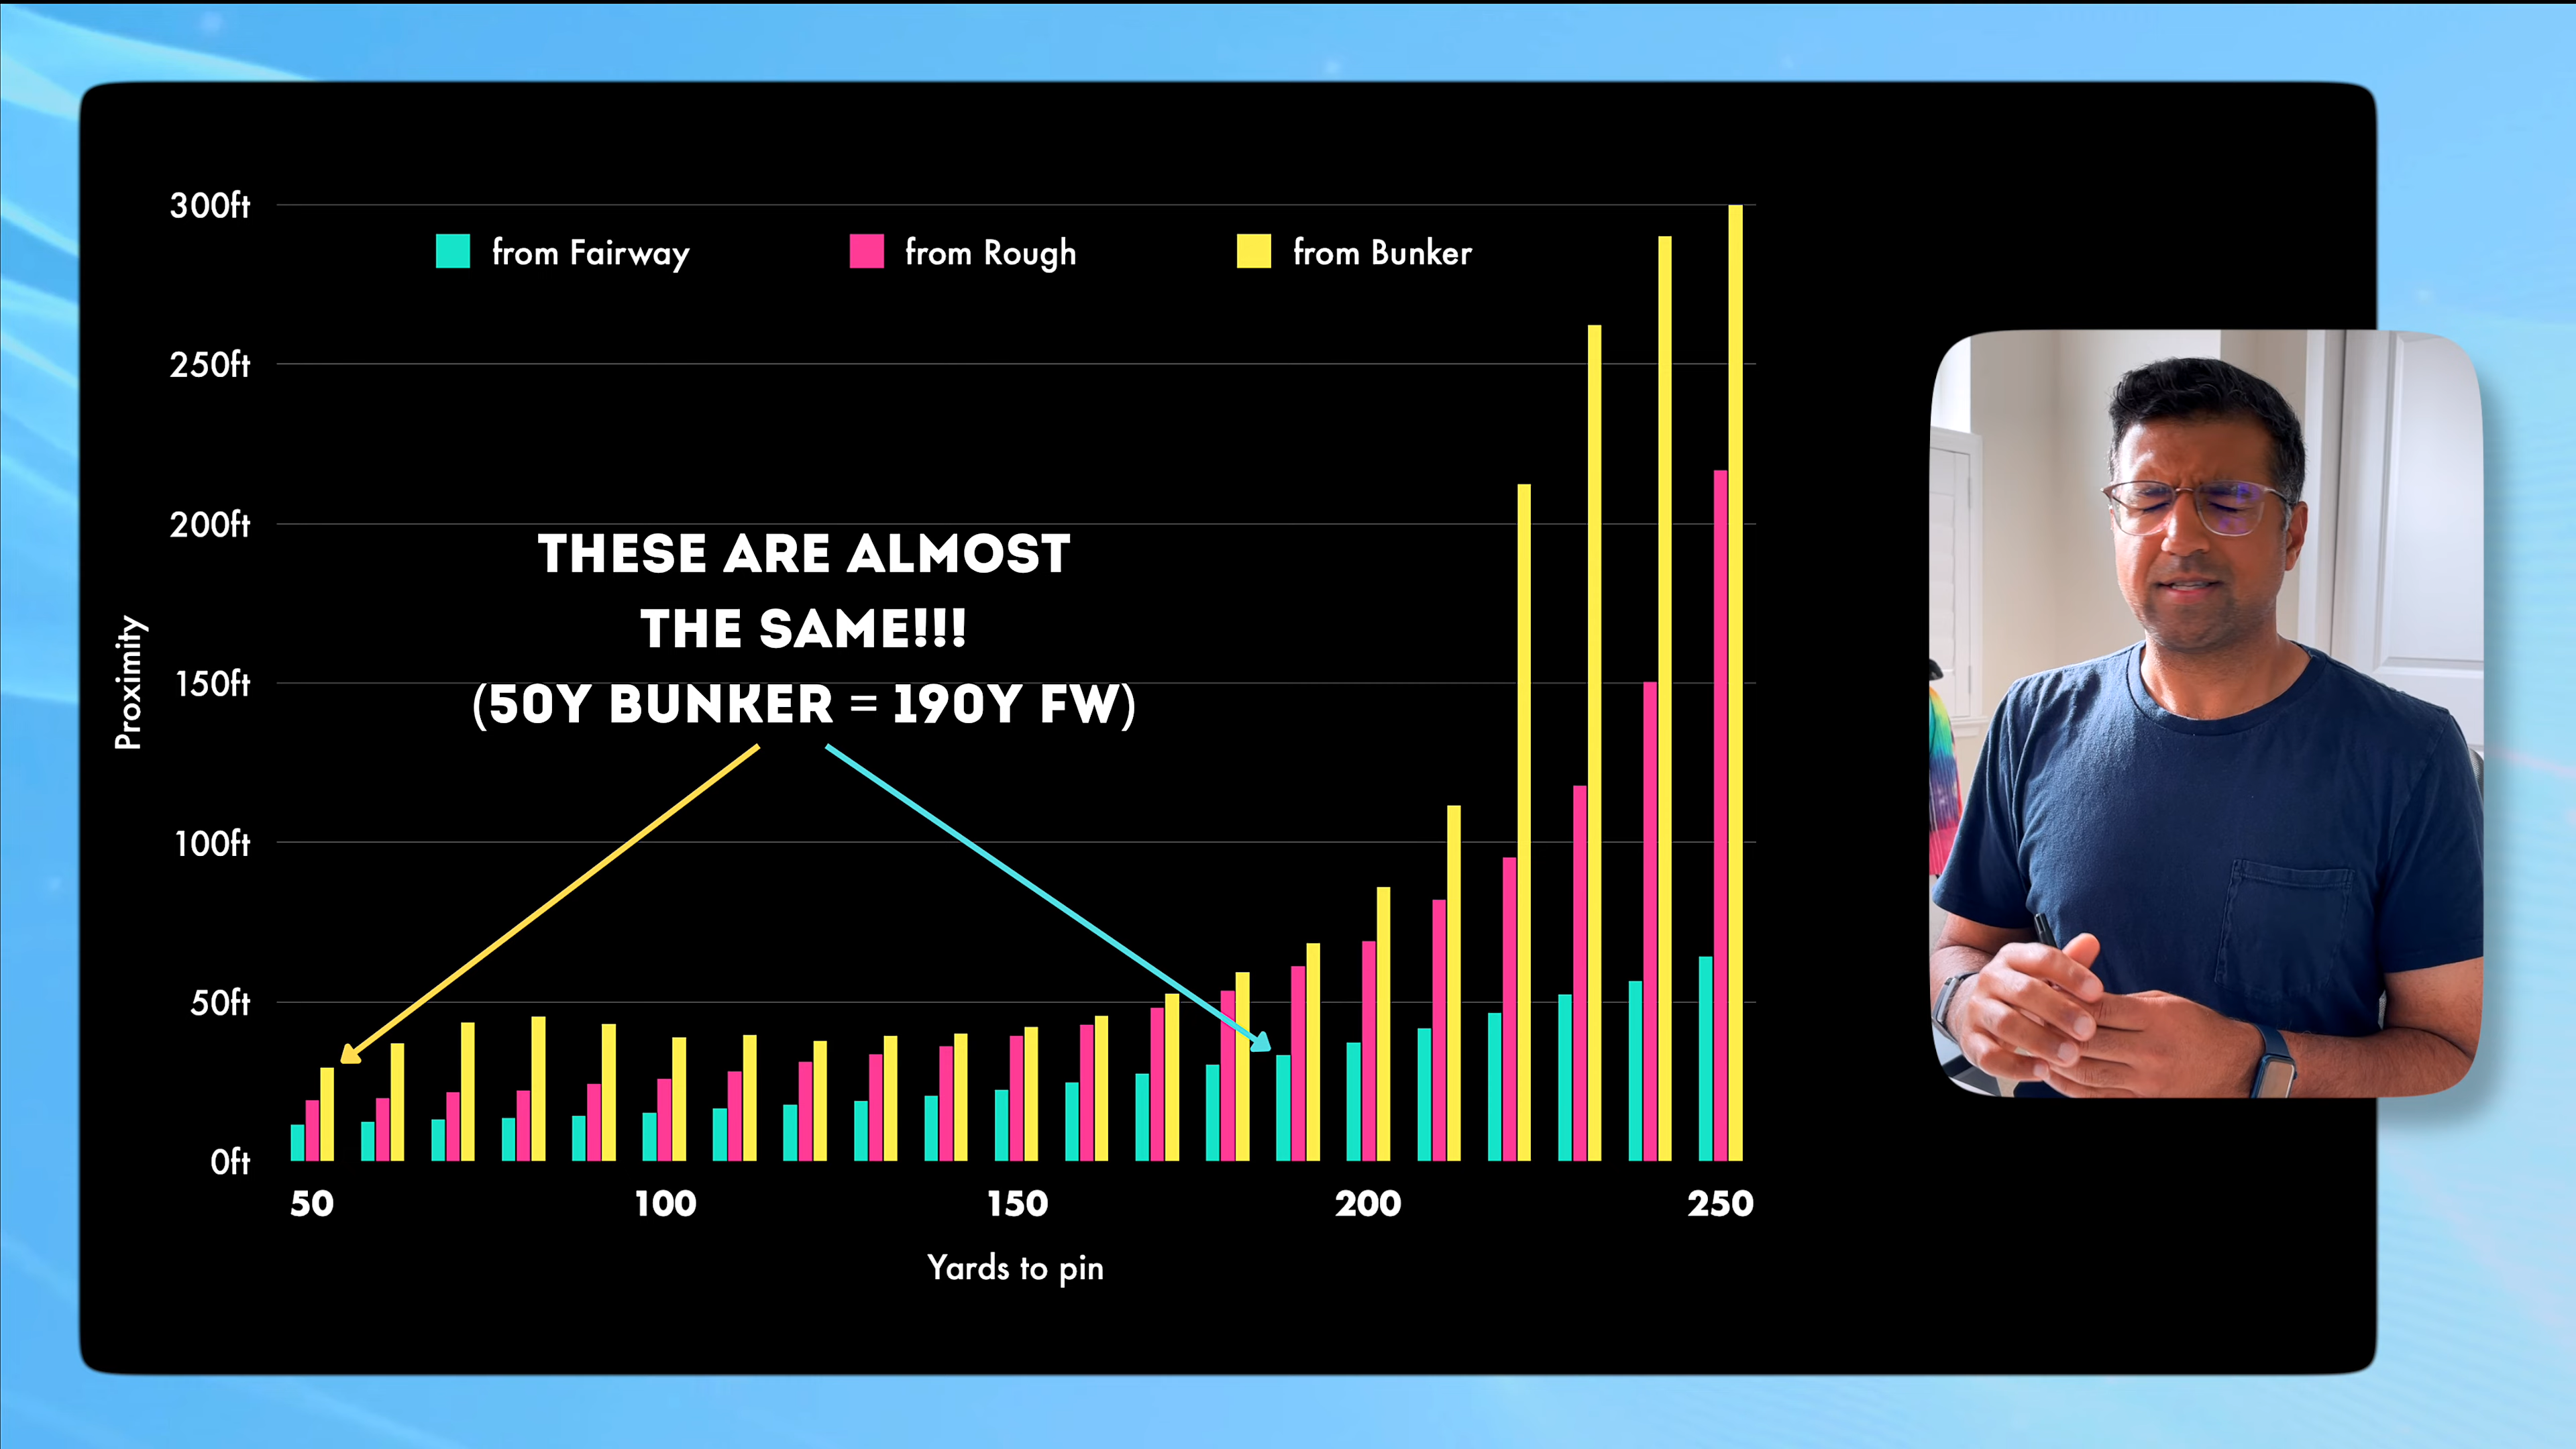 300ft
from Fairway
from Rough
from Bunker
250ft
200ft
THESE ARE ALMOST
THE SAME!!!
150ft
(50Y BUNKER = 190Y FW)
Proximity
100ft
50ft
0ft
50
100
150
200
250
Yards to pin